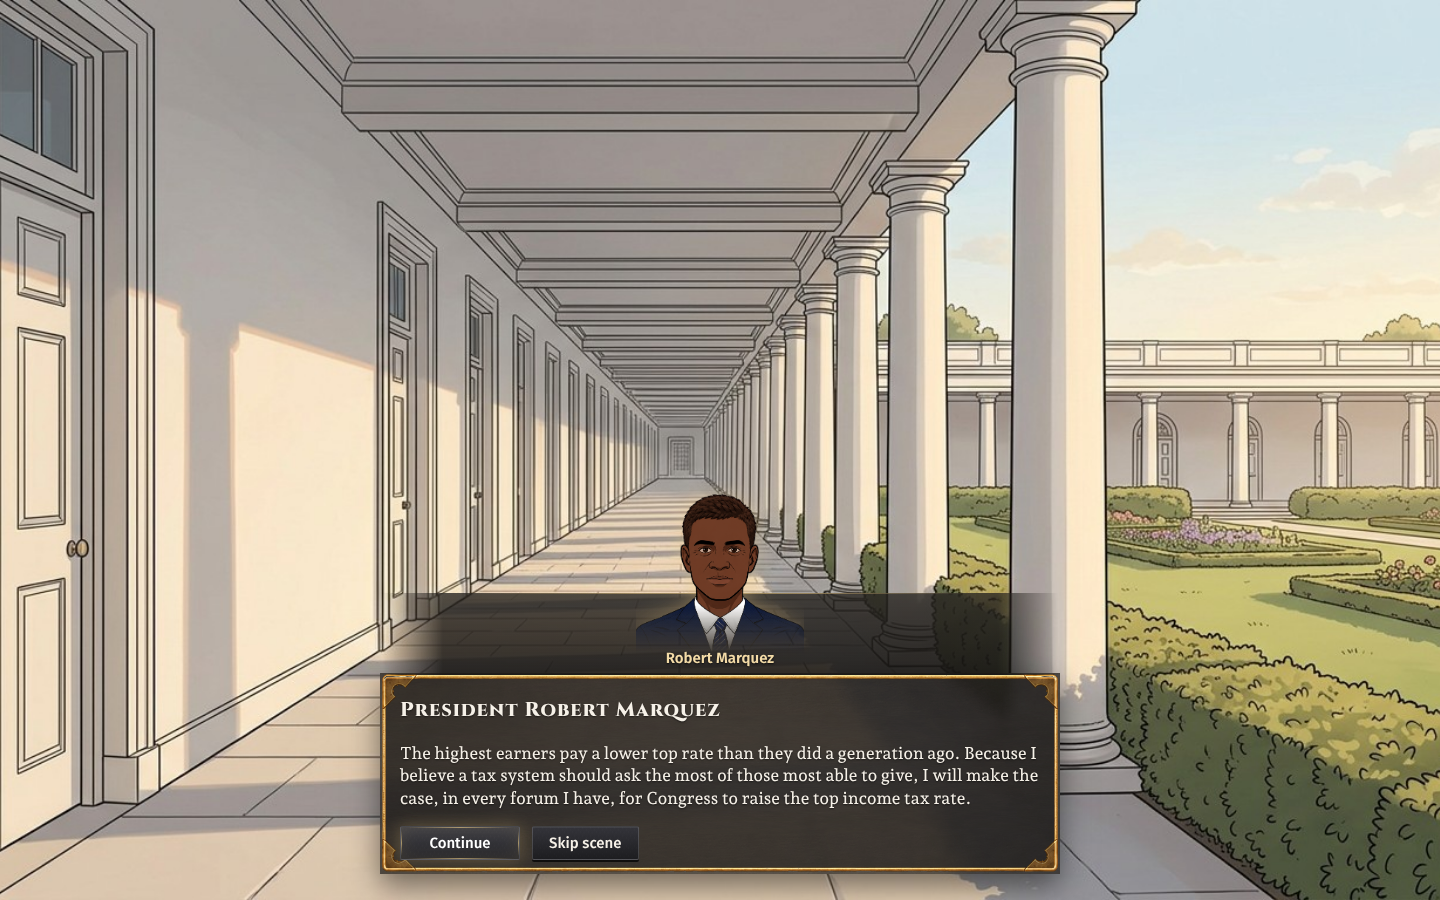 Robert Marquez
President Robert Marquez
The highest earners pay a lower top rate than they did a generation ago. Because I
believe a tax system should ask the most of those most able to give, I will make the
case, in every forum I have, for Congress to raise the top income tax rate.
Continue
Skip scene